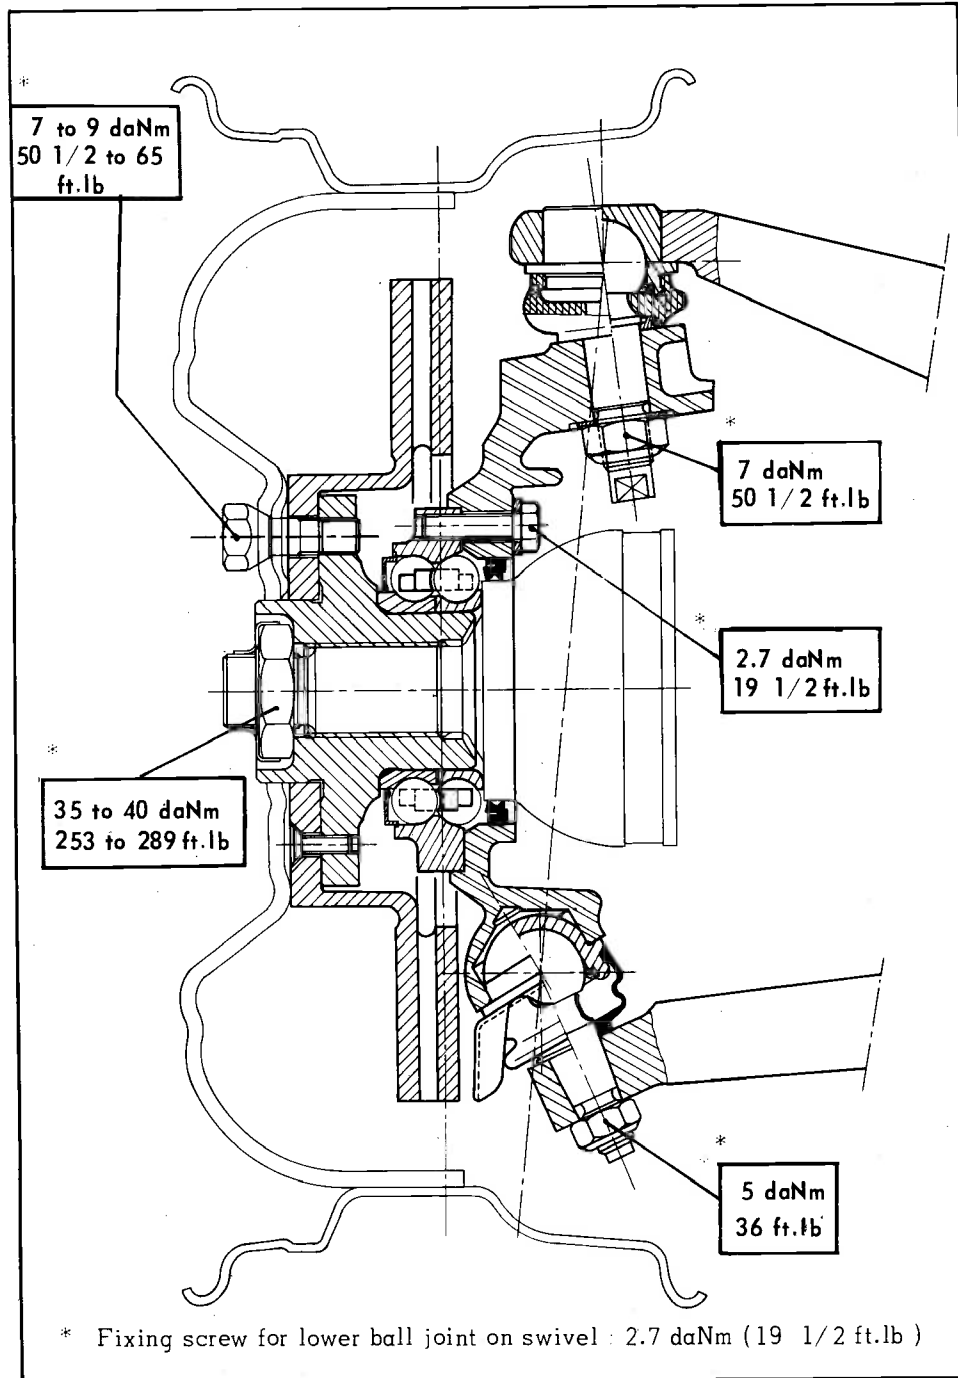 *
7 to 9 daNm
50 1/2 to 65
ft.lb
*
7 daNm
50 1/2 ft.lb
*
2.7 daNm
19 1/2 ft.lb
*
35 to 40 daNm
253 to 289 ft.lb
*
5 daNm
36 ft.lb
* Fixing screw for lower ball joint on swivel : 2.7 daNm (19 1/2 ft.lb )